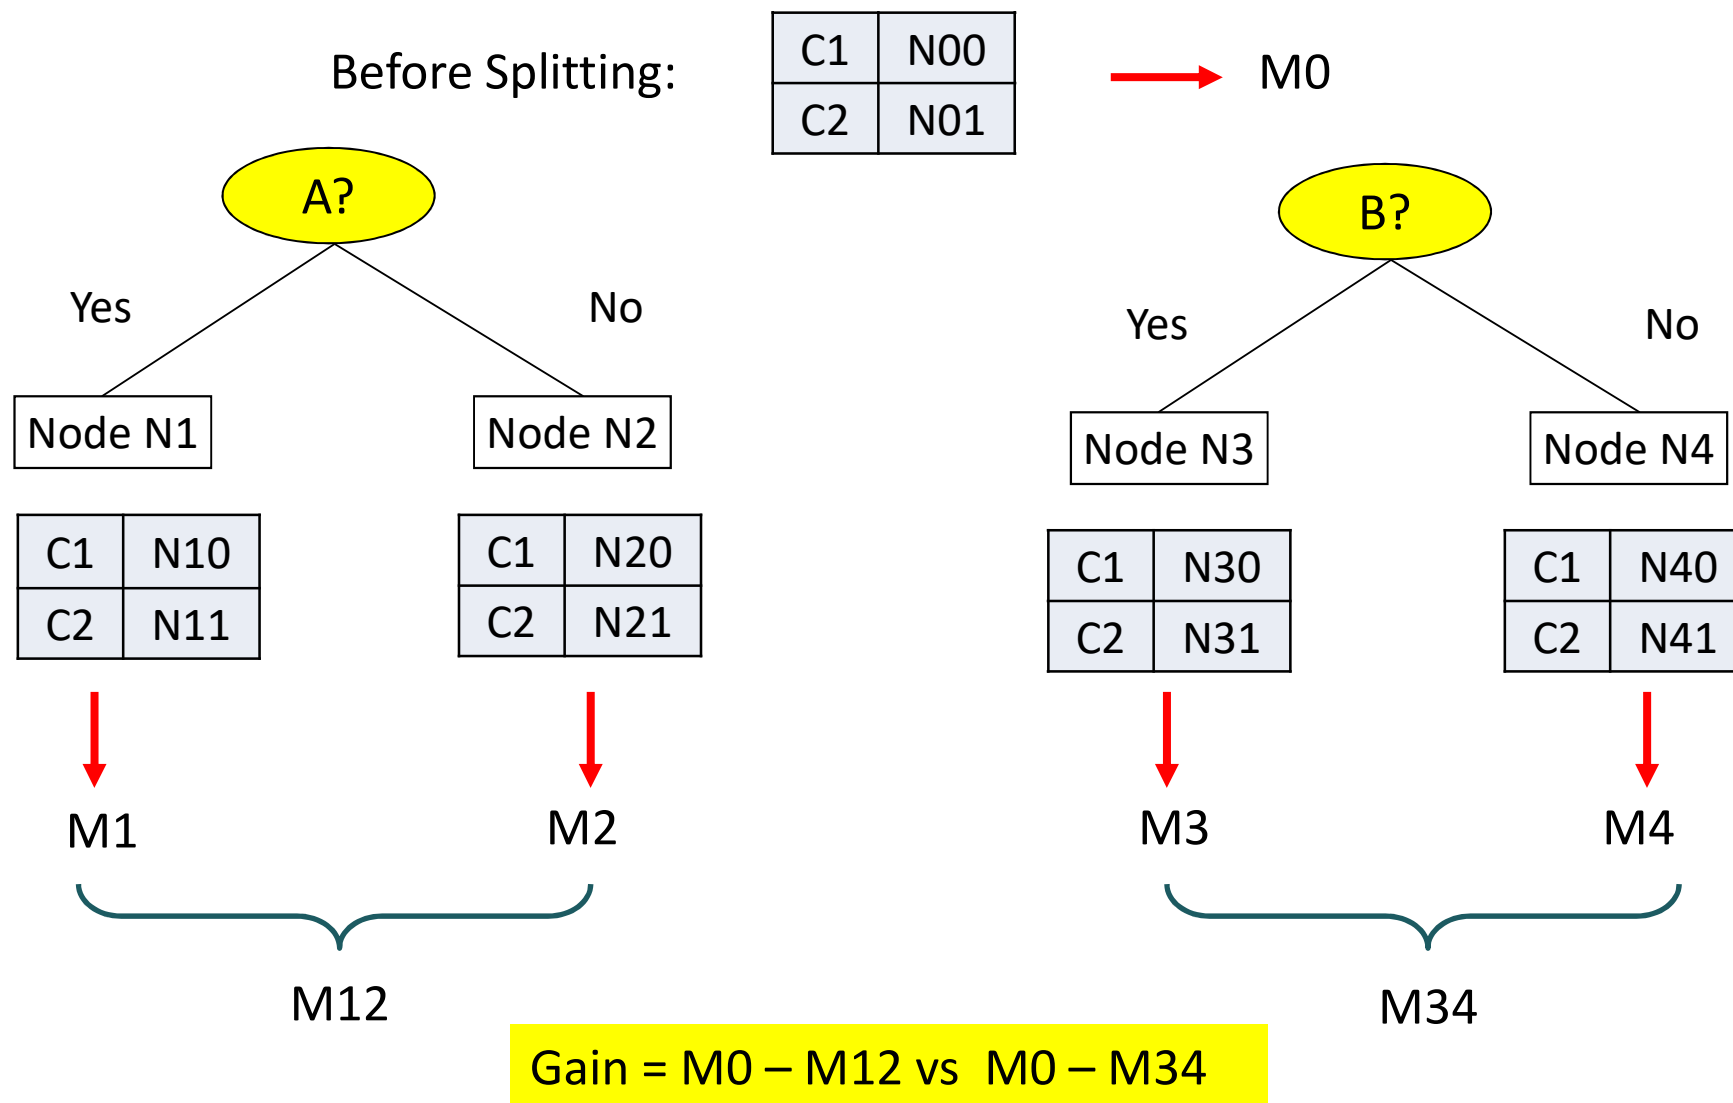 Before Splitting:
C1 N00
C2 N01
M0
A?
Yes
No
Node N1
Node N2
C1 N10
C2 N11
C1 N20
C2 N21
M1
M2
M12
B?
Yes
No
Node N3
Node N4
C1 N30
C2 N31
C1 N40
C2 N41
M3
M4
M34
Gain = M0 – M12 vs M0 – M34